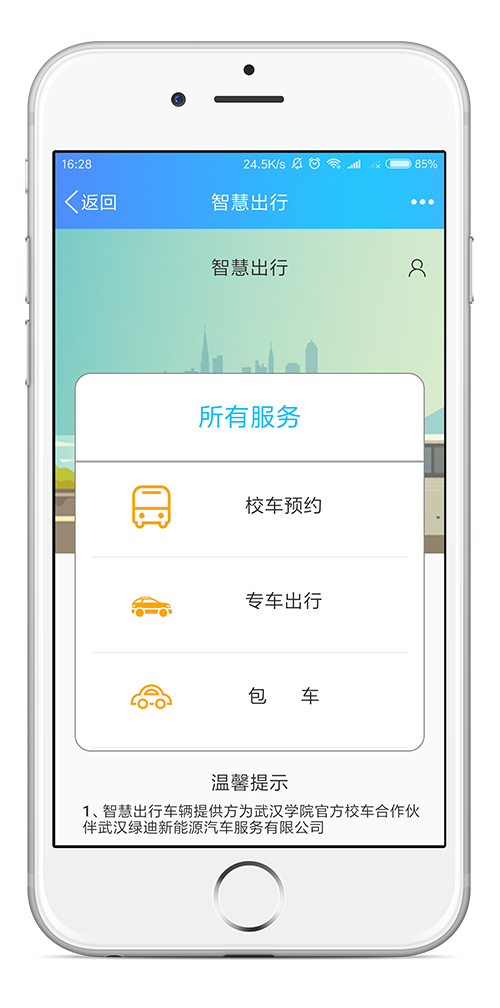 16:28 24.5K/s 85%
返回 智慧出行
智慧出行
所有服务
校车预约
专车出行
包 车
温馨提示
1、智慧出行车辆提供方为武汉学院官方校车合作伙
伴武汉绿迪新能源汽车服务有限公司